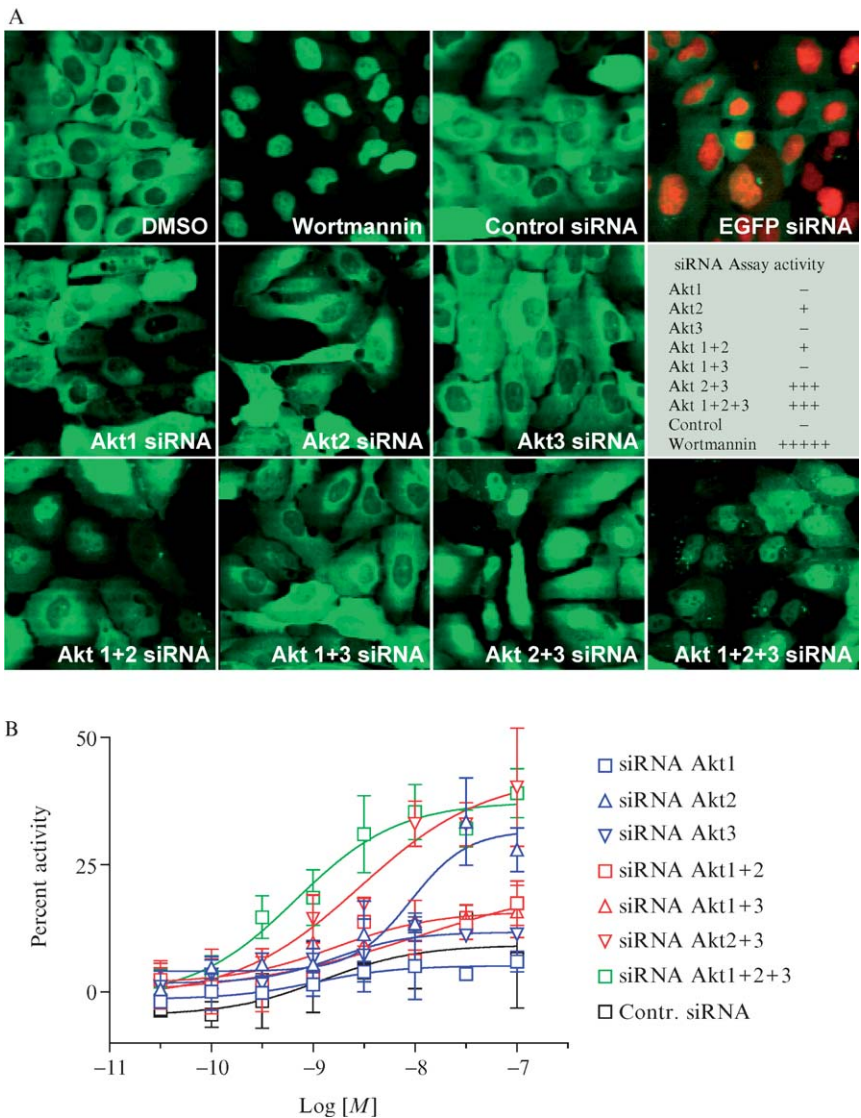 A
DMSO
Wortmannin
Control siRNA
EGFP siRNA
Akt1 siRNA
Akt2 siRNA
Akt3 siRNA
siRNA Assay activity
Akt1 –
Akt2 +
Akt3 –
Akt 1+2 +
Akt 1+3 –
Akt 2+3 +++
Akt 1+2+3 +++
Control –
Wortmannin +++++
Akt 1+2 siRNA
Akt 1+3 siRNA
Akt 2+3 siRNA
Akt 1+2+3 siRNA
B
50
25
0
Percent activity
−11 −10 −9 −8 −7
Log [M]
siRNA Akt1
siRNA Akt2
siRNA Akt3
siRNA Akt1+2
siRNA Akt1+3
siRNA Akt2+3
siRNA Akt1+2+3
Contr. siRNA